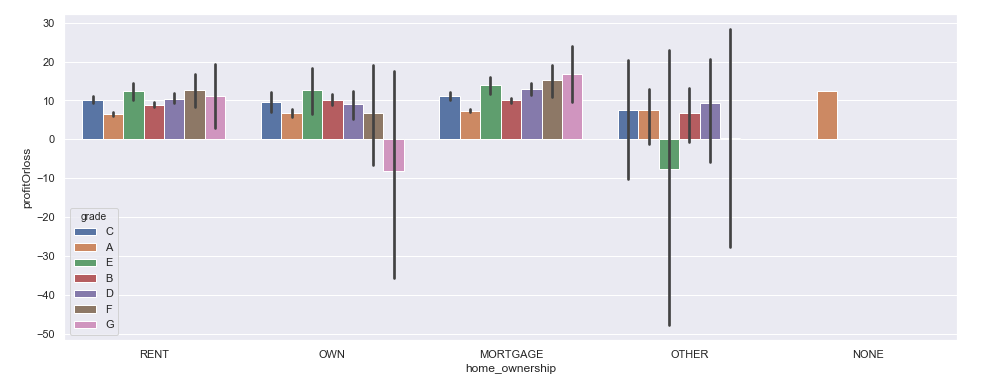 30
20
10
0
−10
−20
−30
−40
−50
profitOrloss
grade
C
A
E
B
D
F
G
RENT OWN MORTGAGE OTHER NONE
home_ownership